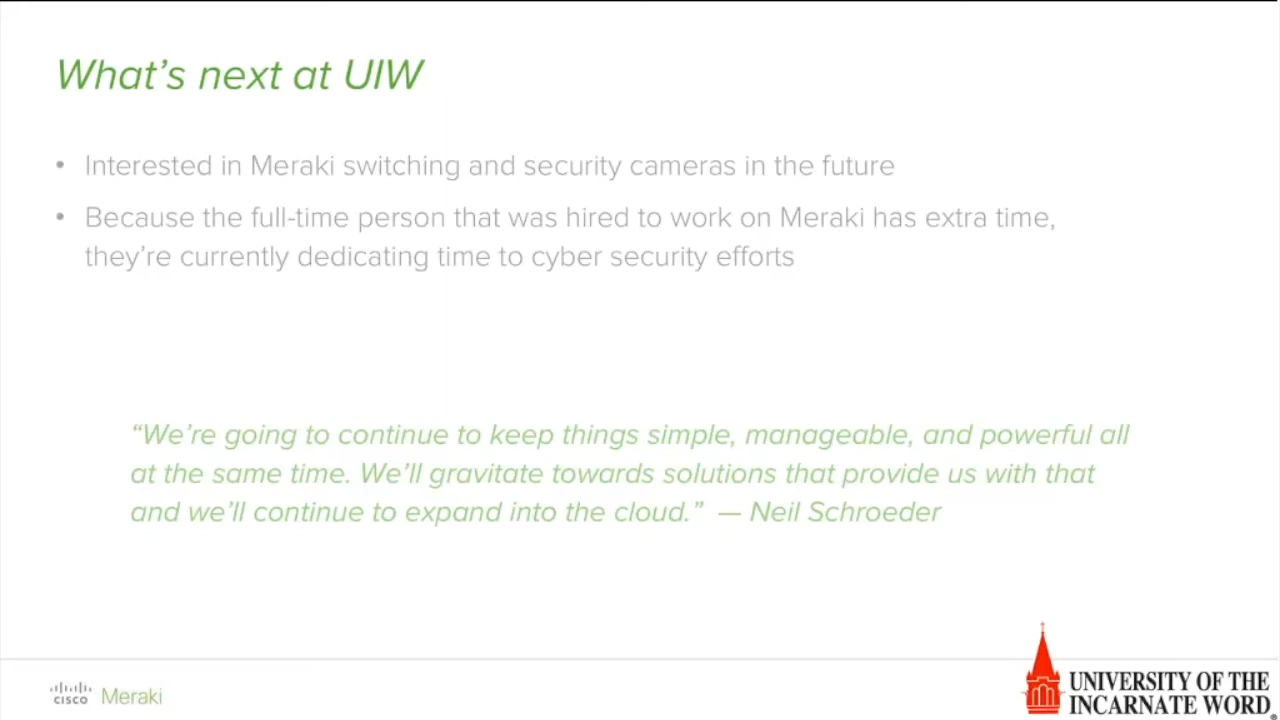 What’s next at UIW
• Interested in Meraki switching and security cameras in the future
• Because the full-time person that was hired to work on Meraki has extra time,
they’re currently dedicating time to cyber security efforts
“We’re going to continue to keep things simple, manageable, and powerful all
at the same time. We’ll gravitate towards solutions that provide us with that
and we’ll continue to expand into the cloud.” — Neil Schroeder
cisco Meraki
UNIVERSITY OF THE
INCARNATE WORD®